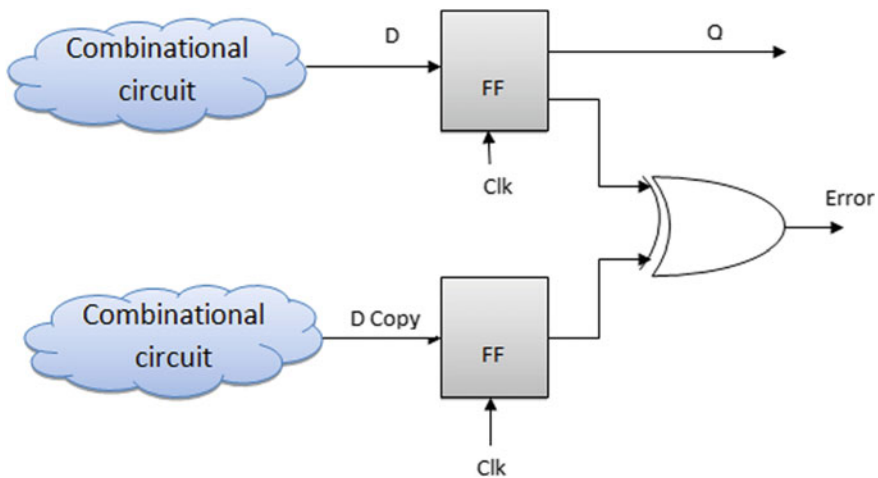 Combinational
circuit
D
FF
Q
Clk
Error
Combinational
circuit
D Copy
FF
Clk